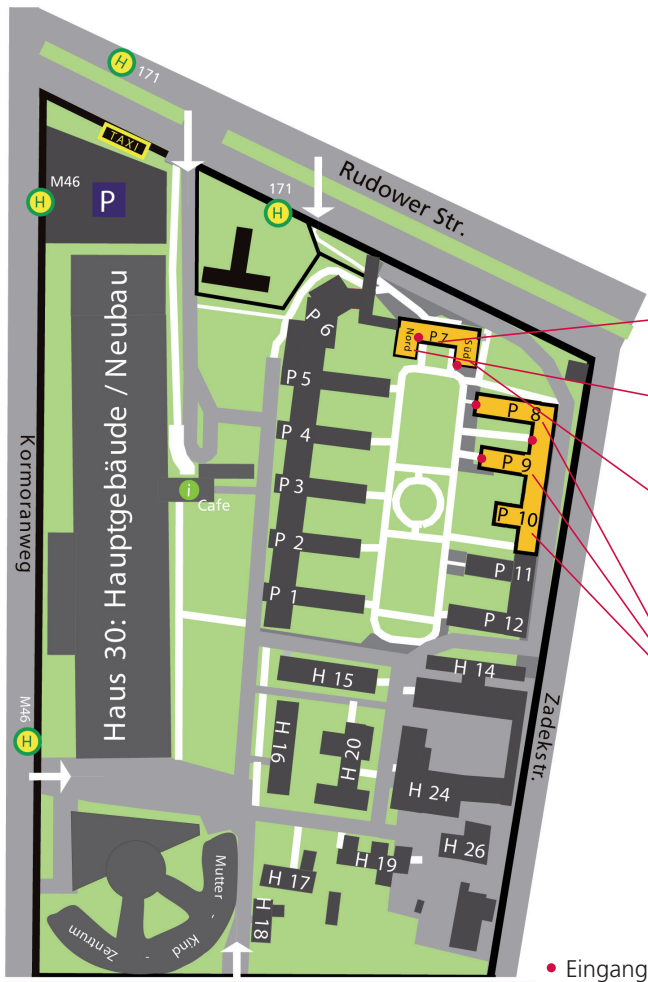 H
171
TAXI
M46
H
P
171
H
Rudower Str.
P 6
Nord
P 7
Süd
P 5
P 8
P 4
P 9
P 3
i
Cafe
P 10
P 2
P 11
P 1
P 12
Haus 30: Hauptgebäude / Neubau
Kormoranweg
H 14
H 15
Zadekstr.
M46
H
H 16
H 20
H 24
H 26
H 19
H 17
H 18
Mutter -
Kind
Zentrum
Eingang